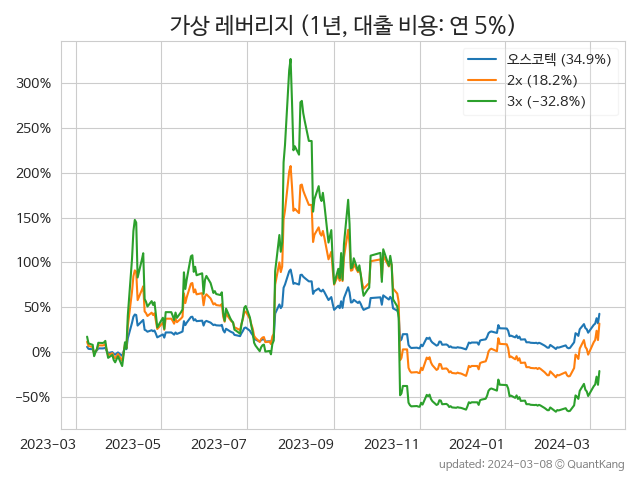 가상 레버리지 (1년, 대출 비용: 연 5%)
오스코텍 (34.9%)
2x (18.2%)
3x (−32.8%)
300%
250%
200%
150%
100%
50%
0%
−50%
2023-03 2023-05 2023-07 2023-09 2023-11 2024-01 2024-03
updated: 2024-03-08 © QuantKang